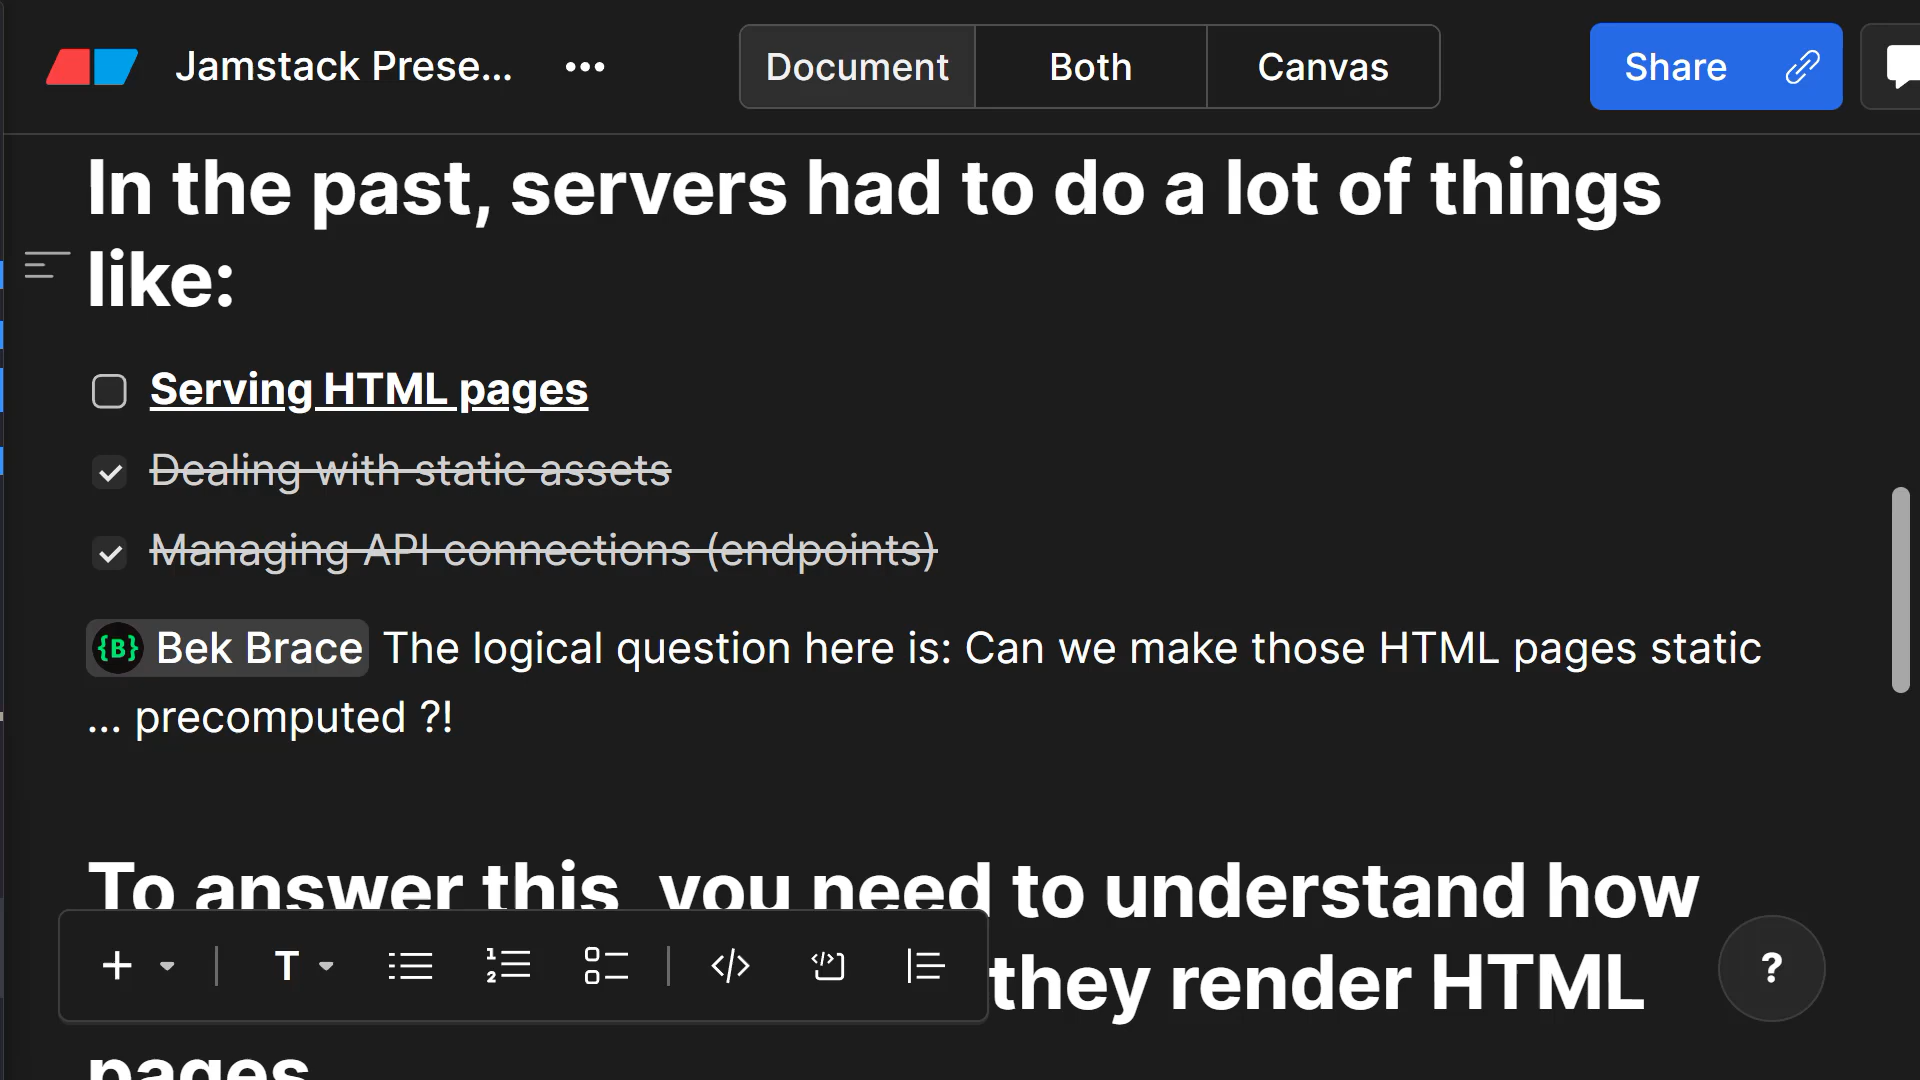 Jamstack Prese...
Document
Both
Canvas
Share
In the past, servers had to do a lot of things
like:
Serving HTML pages
Dealing with static assets
Managing API connections (endpoints)
{B} Bek Brace The logical question here is: Can we make those HTML pages static
... precomputed ?!
To answer this you need to understand how
they render HTML
pages
T
?